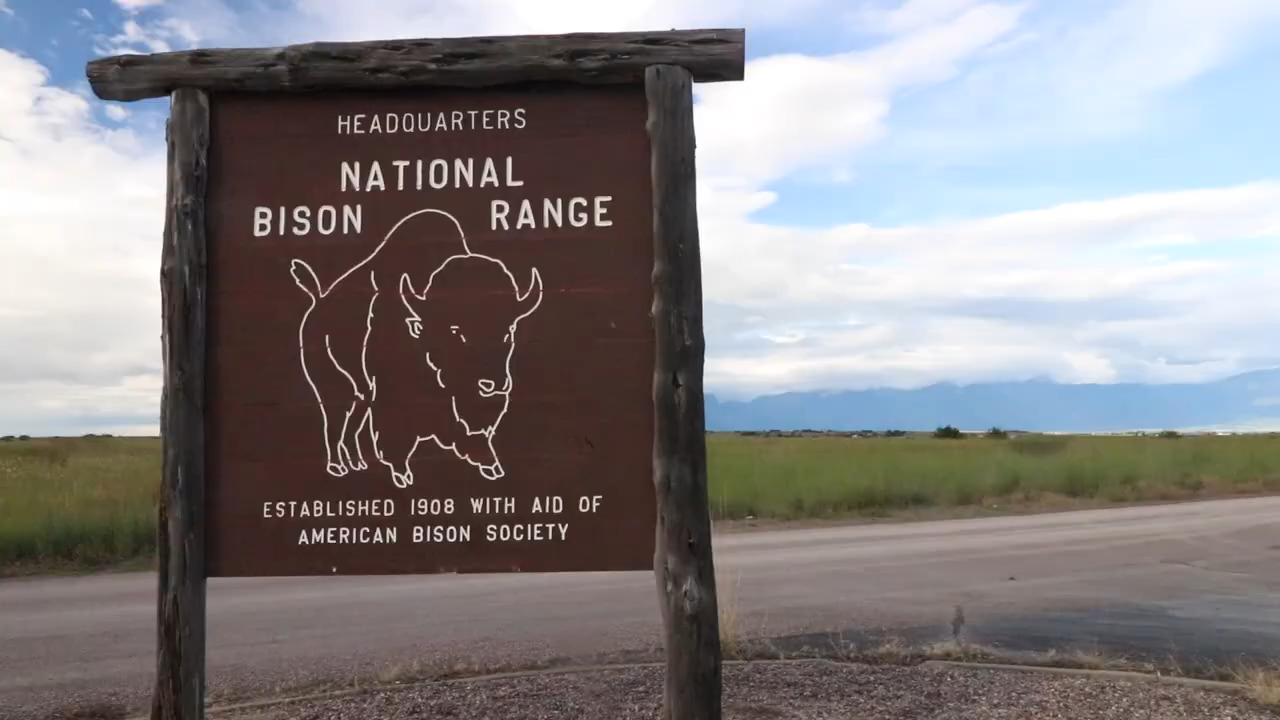 HEADQUARTERS
NATIONAL
BISON RANGE
ESTABLISHED 1908 WITH AID OF
AMERICAN BISON SOCIETY